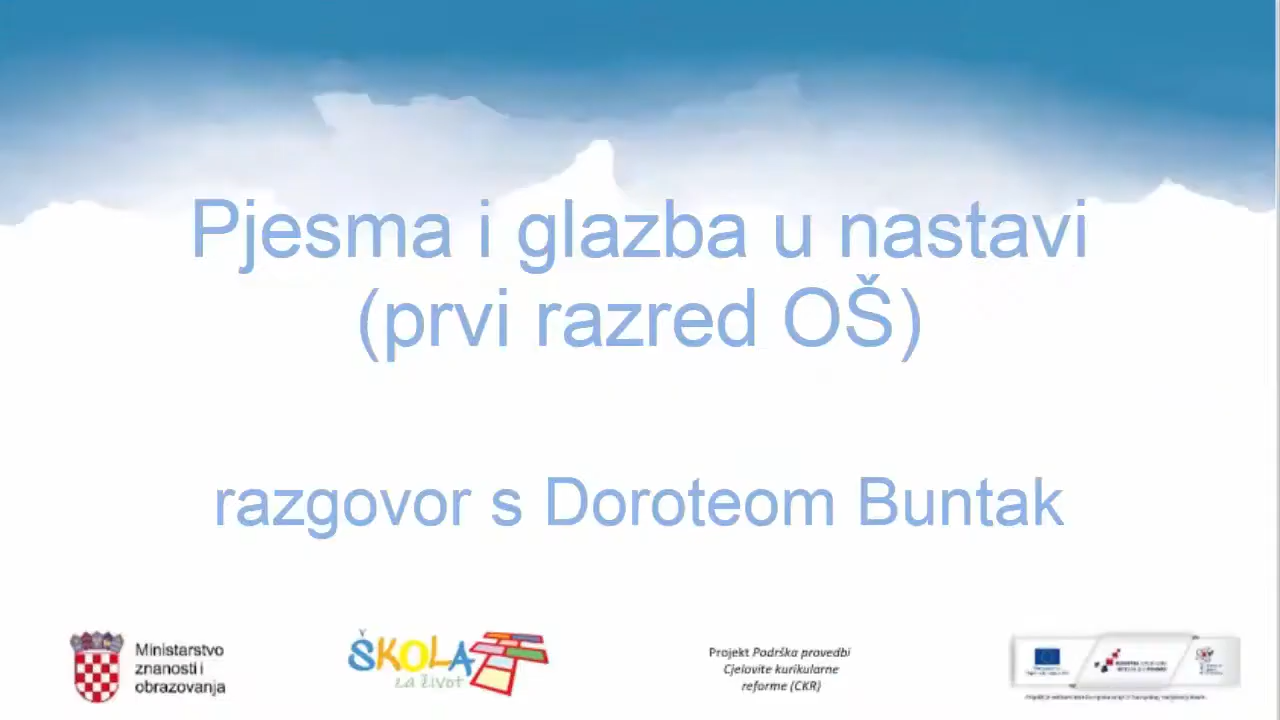 Pjesma i glazba u nastavi
(prvi razred OŠ)
razgovor s Doroteom Buntak
Ministarstvo
znanosti i
obrazovanja
ŠKOLA
za život
Projekt Podrška provedbi
Cjelovite kurikularne
reforme (CKR)